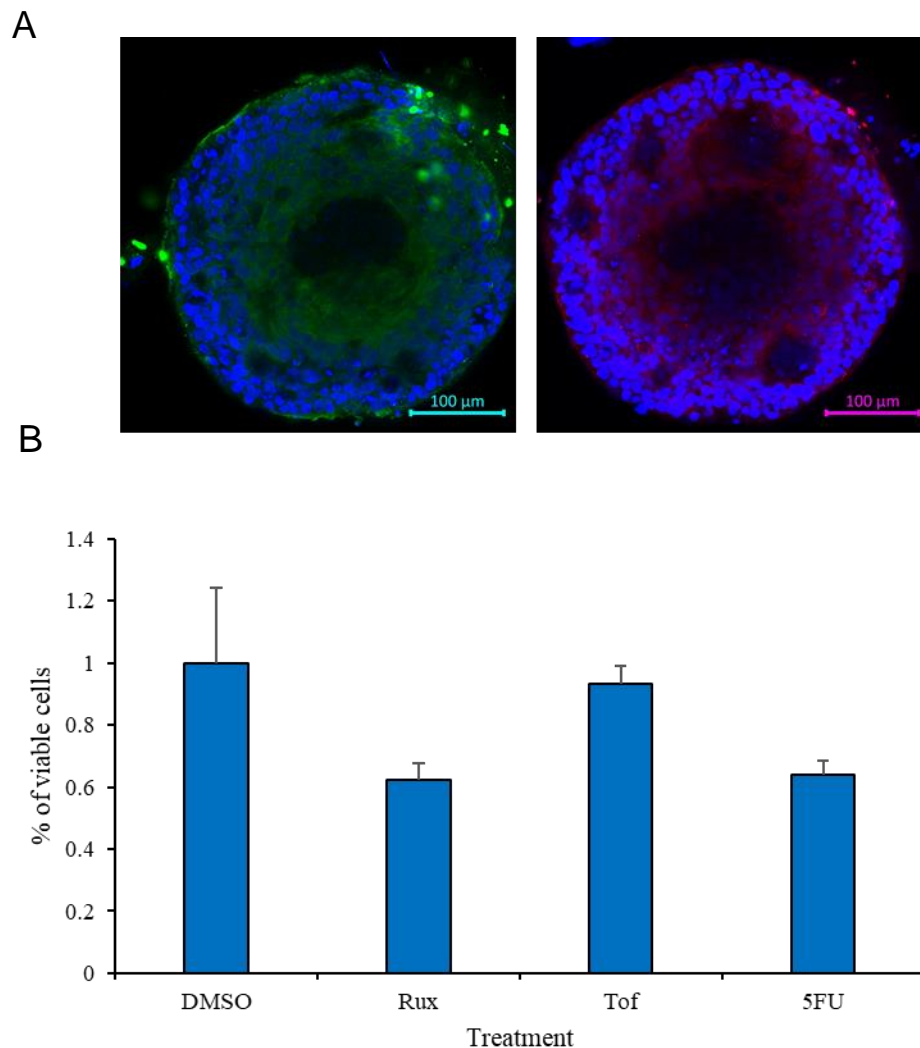 A
100 µm
100 µm
B
% of viable cells
1.4
1.2
1
0.8
0.6
0.4
0.2
0
DMSO Rux Tof 5FU
Treatment